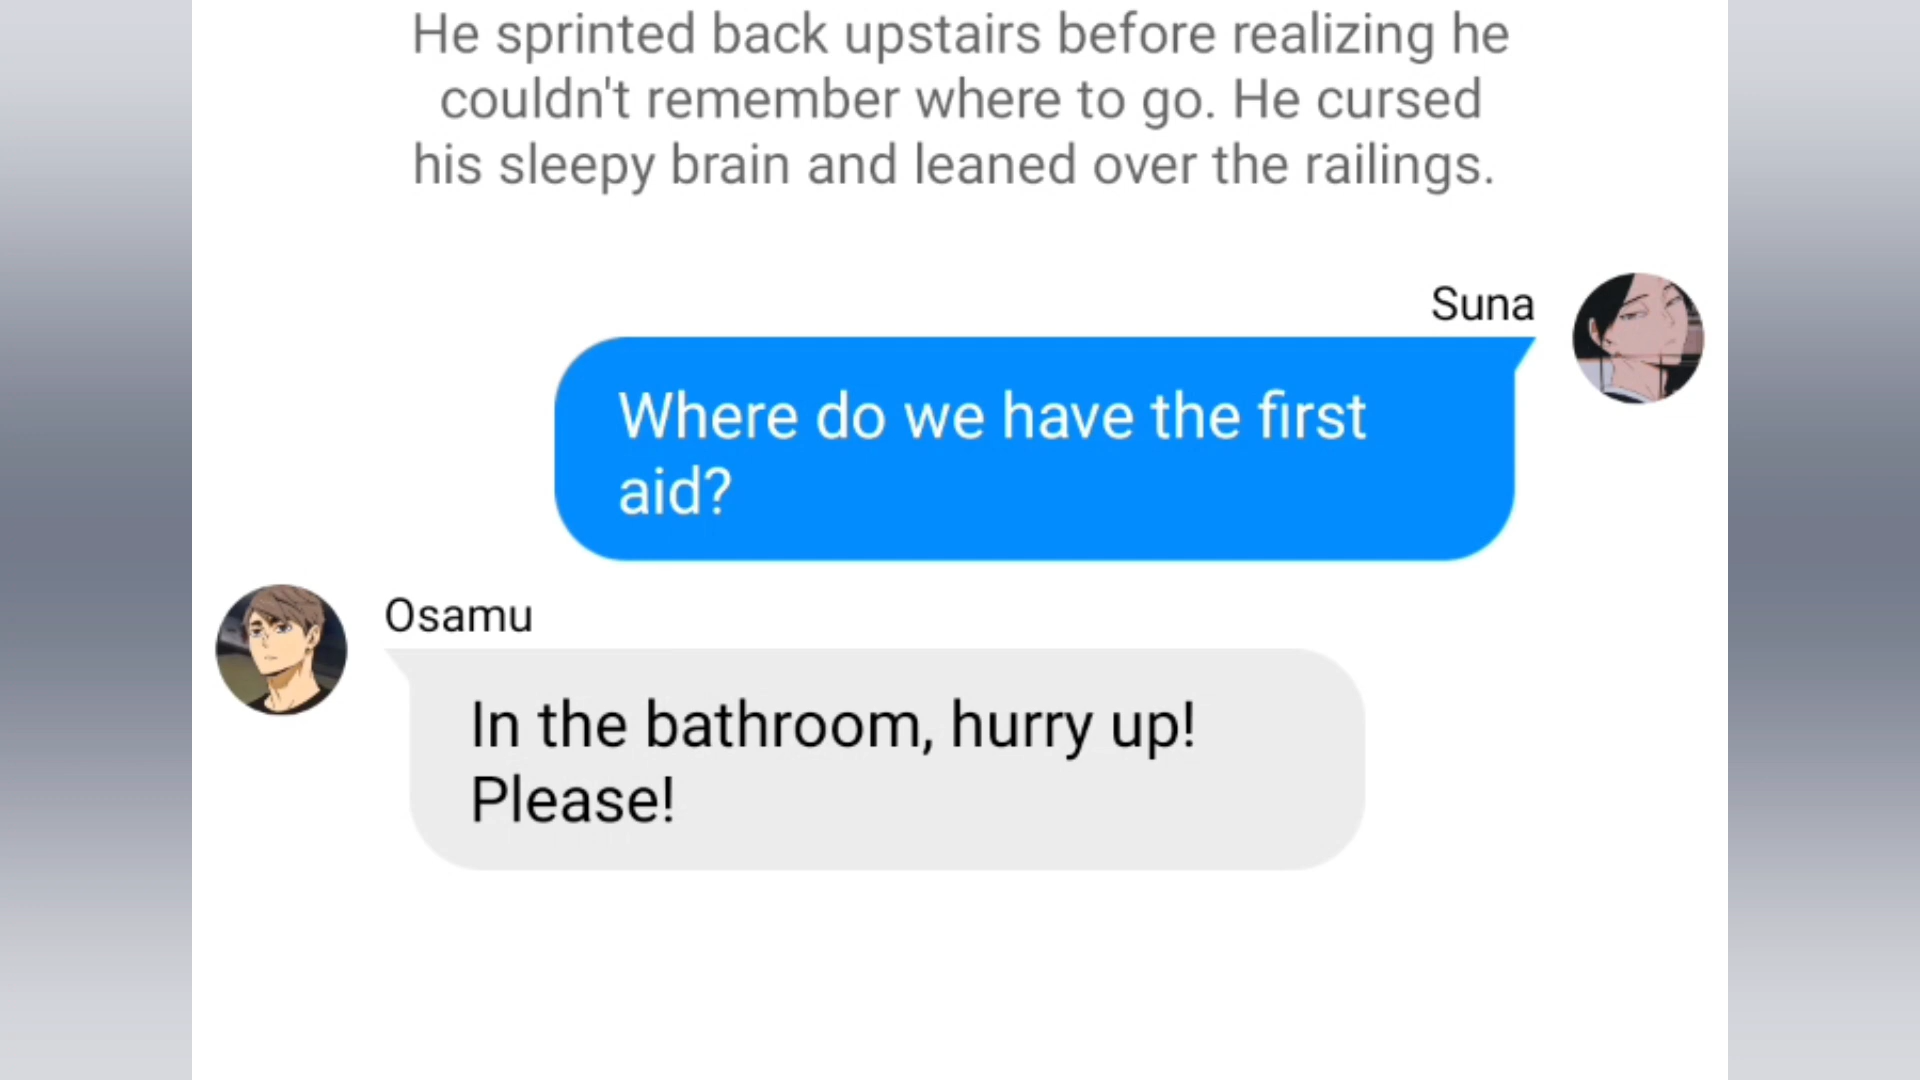 He sprinted back upstairs before realizing he
couldn't remember where to go. He cursed
his sleepy brain and leaned over the railings.
Suna
Where do we have the first
aid?
Osamu
In the bathroom, hurry up!
Please!